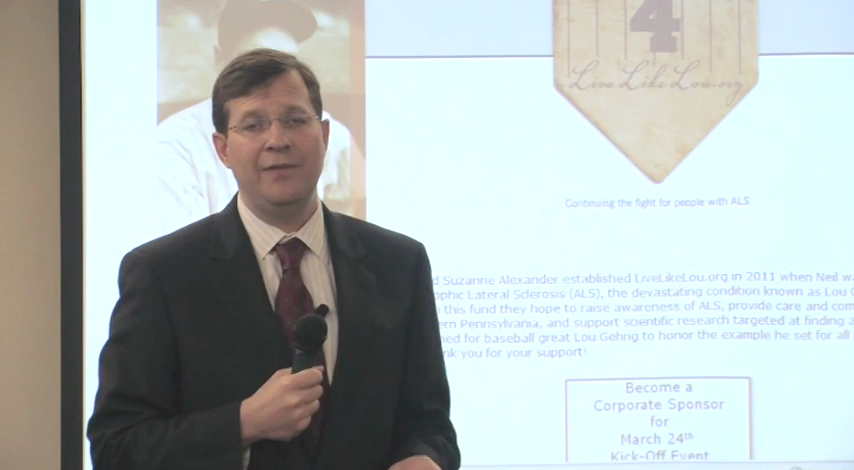 4
Live Like Lou.org
Continuing the fight for people with ALS
d Suzanne Alexander established LiveLikeLou.org in 2011 when Neil wa
ophic Lateral Sclerosis (ALS), the devastating condition known as Lou G
this fund they hope to raise awareness of ALS, provide care and com
ern Pennsylvania, and support scientific research targeted at finding a
ed for baseball great Lou Gehrig to honor the example he set for all
nk you for your support!
Become a
Corporate Sponsor
for
March 24th
Kick-Off Event